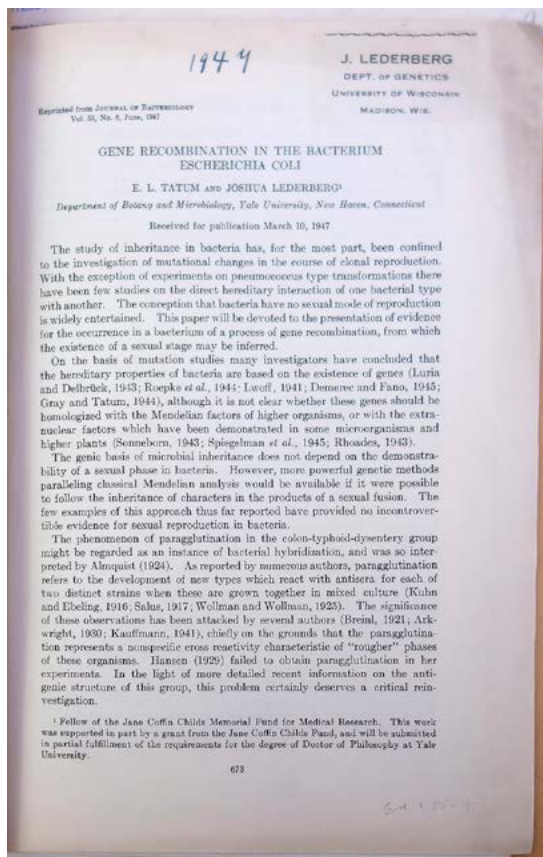 1947
J. LEDERBERG
DEPT. OF GENETICS
UNIVERSITY OF WISCONSIN
MADISON, WIS.
Reprinted from JOURNAL OF BACTERIOLOGY
Vol. 53, No. 6, June, 1947
GENE RECOMBINATION IN THE BACTERIUM
ESCHERICHIA COLI
E. L. TATUM AND JOSHUA LEDERBERG¹
Department of Botany and Microbiology, Yale University, New Haven, Connecticut
Received for publication March 10, 1947
The study of inheritance in bacteria has, for the most part, been confined
to the investigation of mutational changes in the course of clonal reproduction.
With the exception of experiments on pneumococcus type transformations there
have been few studies on the direct hereditary interaction of one bacterial type
with another. The conception that bacteria have no sexual mode of reproduction
is widely entertained. This paper will be devoted to the presentation of evidence
for the occurrence in a bacterium of a process of gene recombination, from which
the existence of a sexual stage may be inferred.
On the basis of mutation studies many investigators have concluded that
the hereditary properties of bacteria are based on the existence of genes (Luria
and Delbrück, 1943; Roepke et al., 1944; Lwoff, 1941; Demerec and Fano, 1945;
Gray and Tatum, 1944), although it is not clear whether these genes should be
homologized with the Mendelian factors of higher organisms, or with the extra-
nuclear factors which have been demonstrated in some microorganisms and
higher plants (Sonneborn, 1943; Spiegelman et al., 1945; Rhoades, 1943).
The genic basis of microbial inheritance does not depend on the demonstra-
bility of a sexual phase in bacteria. However, more powerful genetic methods
paralleling classical Mendelian analysis would be available if it were possible
to follow the inheritance of characters in the products of a sexual fusion. The
few examples of this approach thus far reported have provided no incontrover-
tible evidence for sexual reproduction in bacteria.
The phenomenon of paragglutination in the colon-typhoid-dysentery group
might be regarded as an instance of bacterial hybridization, and was so inter-
preted by Almquist (1924). As reported by numerous authors, paragglutination
refers to the development of new types which react with antisera for each of
two distinct strains when these are grown together in mixed culture (Kuhn
and Ebeling, 1916; Salus, 1917; Wollman and Wollman, 1925). The significance
of these observations has been attacked by several authors (Breinl, 1921; Ark-
wright, 1930; Kauffmann, 1941), chiefly on the grounds that the paragglutina-
tion represents a nonspecific cross reactivity characteristic of "rougher" phases
of these organisms. Hansen (1929) failed to obtain paragglutination in her
experiments. In the light of more detailed recent information on the anti-
genic structure of this group, this problem certainly deserves a critical rein-
vestigation.
¹ Fellow of the Jane Coffin Childs Memorial Fund for Medical Research. This work
was supported in part by a grant from the Jane Coffin Childs Fund, and will be submitted
in partial fulfillment of the requirements for the degree of Doctor of Philosophy at Yale
University.
673